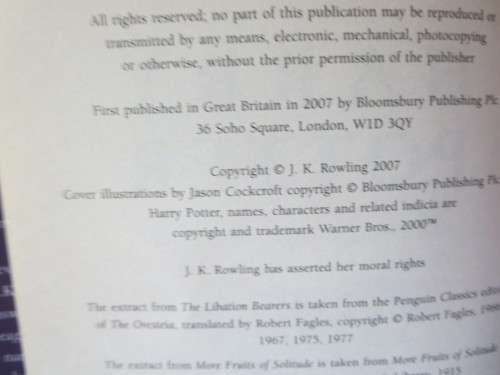 All rights reserved; no part of this publication may be reproduced or
transmitted by any means, electronic, mechanical, photocopying
or otherwise, without the prior permission of the publisher
First published in Great Britain in 2007 by Bloomsbury Publishing Plc
36 Soho Square, London, W1D 3QY
Copyright © J. K. Rowling 2007
Cover illustrations by Jason Cockcroft copyright © Bloomsbury Publishing Plc
Harry Potter, names, characters and related indicia are
copyright and trademark Warner Bros., 2000™
J. K. Rowling has asserted her moral rights
The extract from The Libation Bearers is taken from the Penguin Classics
of The Oresteia, translated by Robert Fagles, copyright © Robert Fagles,
1967, 1975, 1977
The extract from More Fruits of Solitude is taken from More Fruits of Solitude
1915